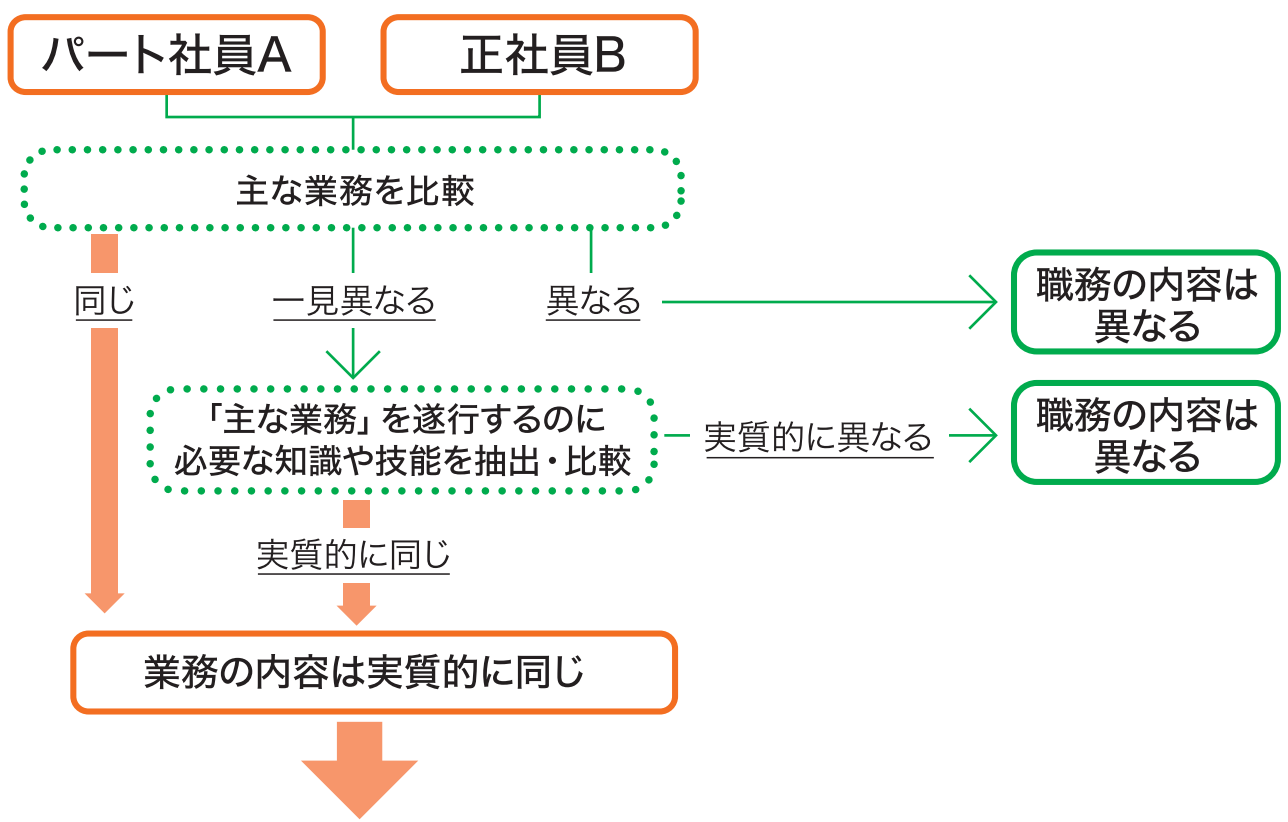 パート社員A
正社員B
主な業務を比較
同じ
一見異なる
異なる
職務の内容は
異なる
「主な業務」を遂行するのに
必要な知識や技能を抽出・比較
実質的に異なる
職務の内容は
異なる
実質的に同じ
業務の内容は実質的に同じ